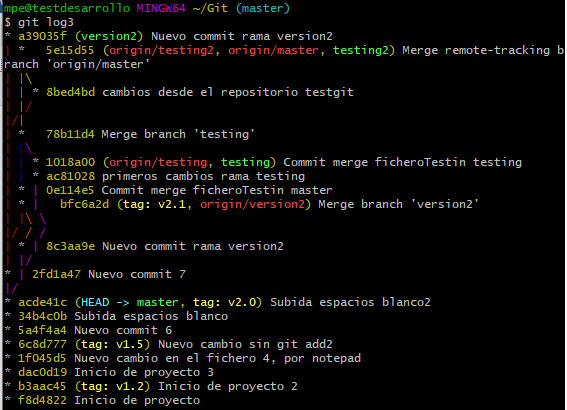 mpe@testdesarrollo MINGW64 ~/Git (master)
$ git log3
* a39035f (version2) Nuevo commit rama version2
| *   5e15d55 (origin/testing2, origin/master, testing2) Merge remote-tracking b
ranch 'origin/master'
| |\
| | * 8bed4bd cambios desde el repositorio testgit
| |/
|/|
| *   78b11d4 Merge branch 'testing'
| |\
| | * 1018a00 (origin/testing, testing) Commit merge ficheroTestin testing
| | * ac81028 primeros cambios rama testing
| * | 0e114e5 Commit merge ficheroTestin master
| * |   bfc6a2d (tag: v2.1, origin/version2) Merge branch 'version2'
| |\ \
|/ / /
| * | 8c3aa9e Nuevo commit rama version2
| |/
* | 2fd1a47 Nuevo commit 7
|/
* acde41c (HEAD -> master, tag: v2.0) Subida espacios blanco2
* 34b4c0b Subida espacios blanco
* 5a4f4a4 Nuevo commit 6
* 6c8d777 (tag: v1.5) Nuevo cambio sin git add2
* 1f045d5 Nuevo cambio en el fichero 4, por notepad
* dac0d19 Inicio de proyecto 3
* b3aac45 (tag: v1.2) Inicio de proyecto 2
* f8d4822 Inicio de proyecto